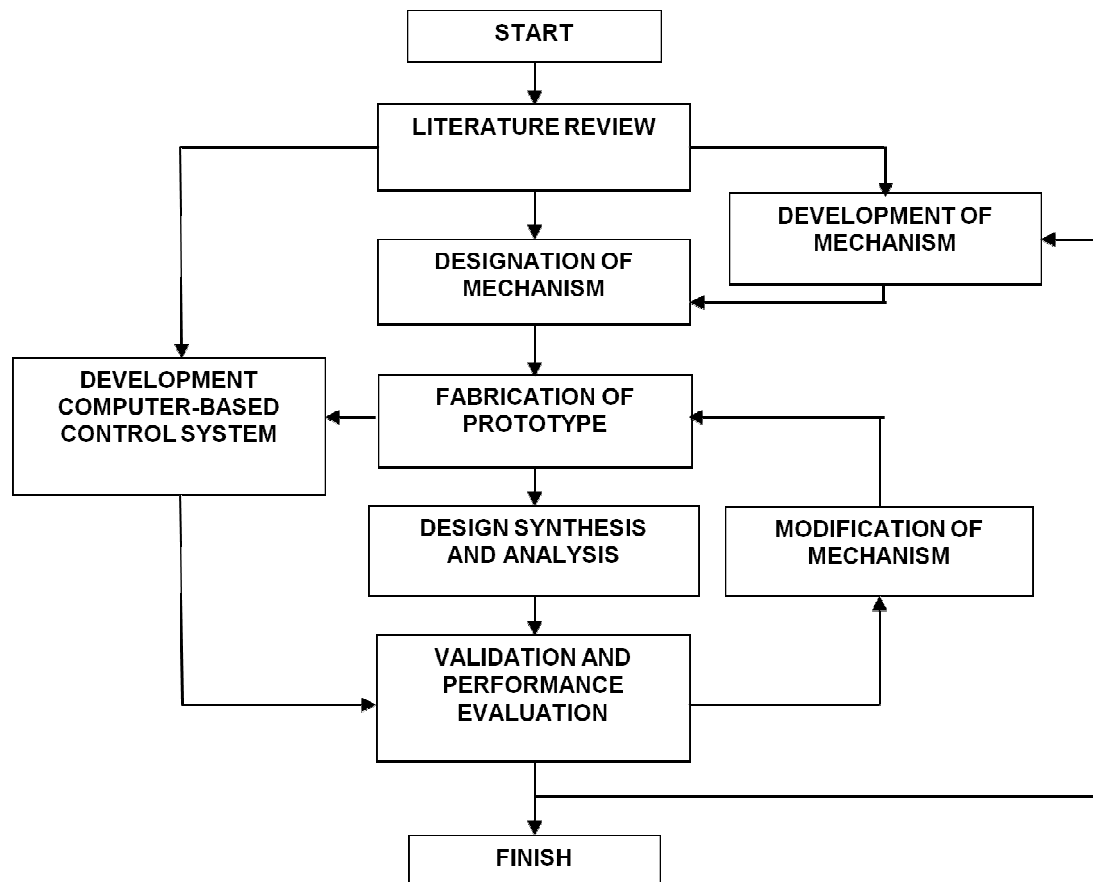 START
LITERATURE REVIEW
DEVELOPMENT OF
MECHANISM
DESIGNATION OF
MECHANISM
DEVELOPMENT
COMPUTER-BASED
CONTROL SYSTEM
FABRICATION OF
PROTOTYPE
DESIGN SYNTHESIS
AND ANALYSIS
MODIFICATION OF
MECHANISM
VALIDATION AND
PERFORMANCE
EVALUATION
FINISH